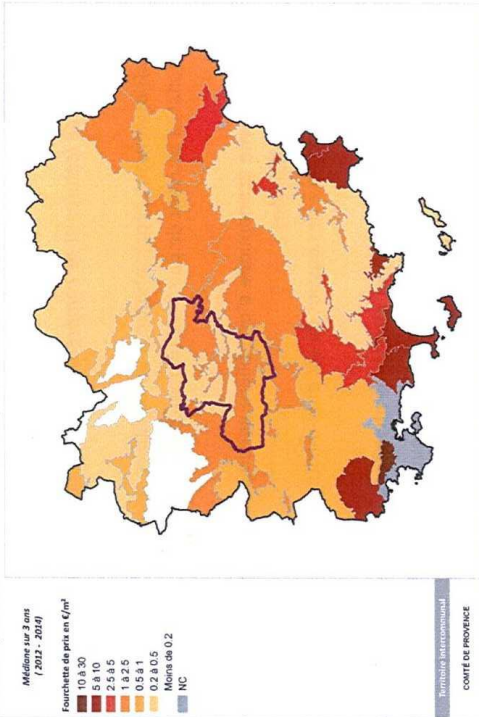 Médiane sur 3 ans
(2012 - 2014)
Fourchette de prix en €/m²
10 à 30
5 à 10
2.5 à 5
1 à 2.5
0.5 à 1
0.2 à 0.5
Moins de 0.2
NC
Territoire Intercommunal
COMTÉ DE PROVENCE